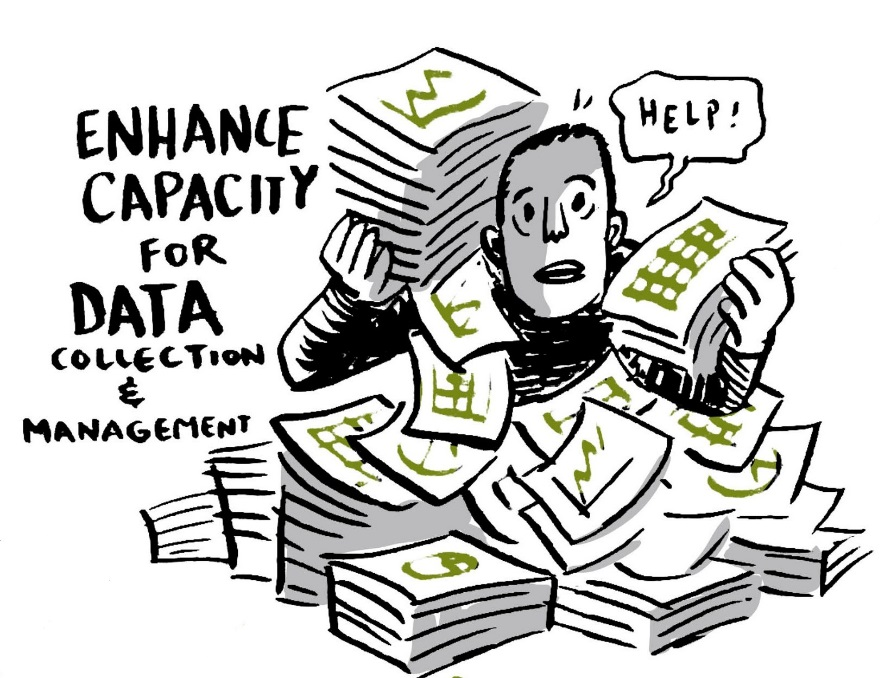 ENHANCE
CAPACITY
FOR
DATA
COLLECTION
&
MANAGEMENT
HELP!